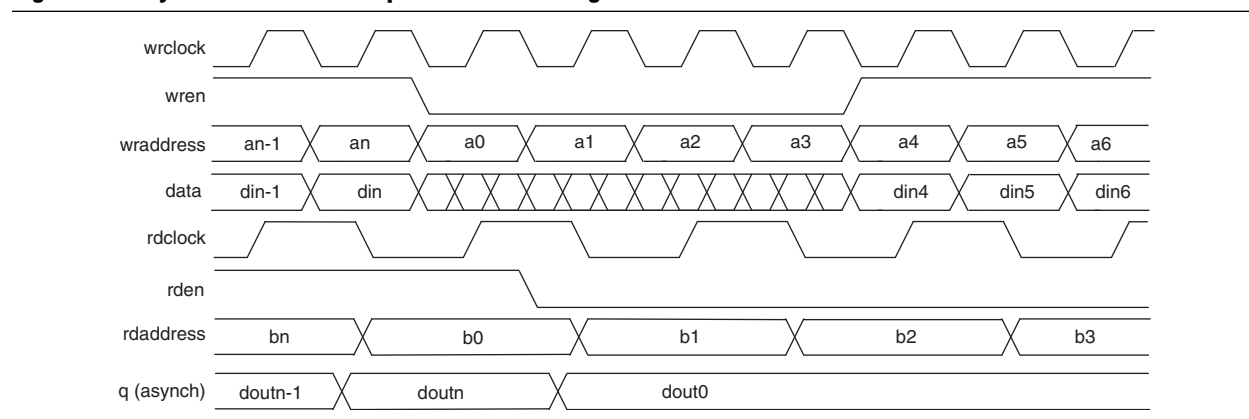 wrclock
wren
wraddress an-1 an a0 a1 a2 a3 a4 a5 a6
data din-1 din din4 din5 din6
rdclock
rden
rdaddress bn b0 b1 b2 b3
q (asynch) doutn-1 doutn dout0